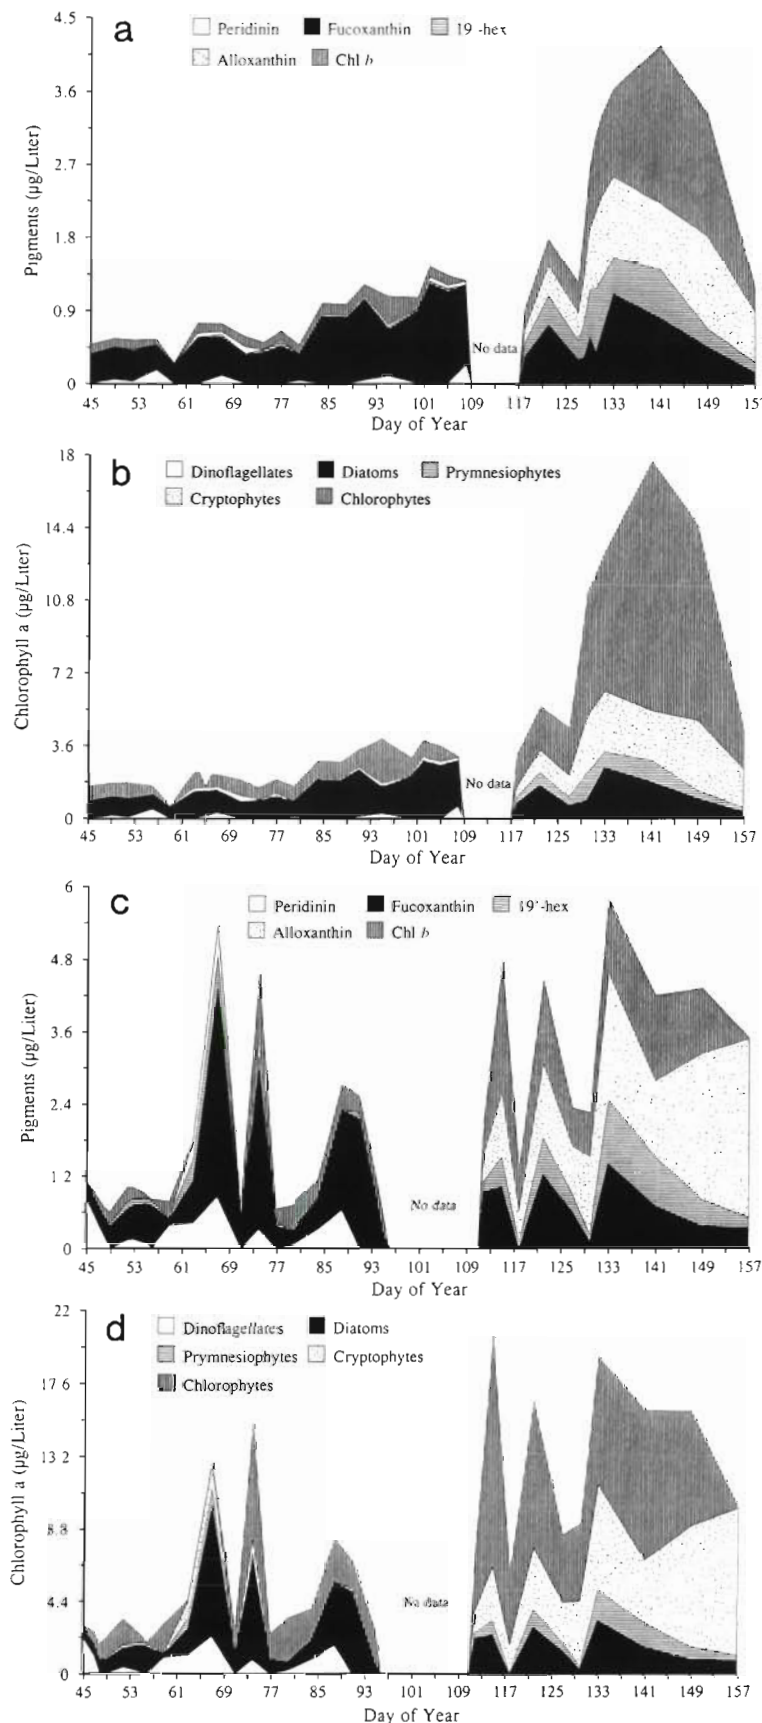 a
Peridinin Fucoxanthin 19 -hex
Alloxanthin Chl b
Pigments (µg/Liter)
4.5
3.6
2.7
1.8
0.9
0
No data
45 53 61 69 77 85 93 101 109 117 125 133 141 149 157
Day of Year
b
Dinoflagellates Diatoms Prymnesiophytes
Cryptophytes Chlorophytes
Chlorophyll a (µg/Liter)
18
14.4
10.8
7.2
3.6
0
No data
45 53 61 69 77 85 93 101 109 117 125 133 141 149 157
Day of Year
c
Peridinin Fucoxanthin 19'-hex
Alloxanthin Chl b
Pigments (µg/Liter)
6
4.8
3.6
2.4
1.2
0
No data
45 53 61 69 77 85 93 101 109 117 125 133 141 149 157
Day of Year
d
Dinoflagellates Diatoms
Prymnesiophytes Cryptophytes
Chlorophytes
Chlorophyll a (µg/Liter)
22
17.6
13.2
8.8
4.4
0
No data
45 53 61 69 77 85 93 101 109 117 125 133 141 149 157
Day of Year